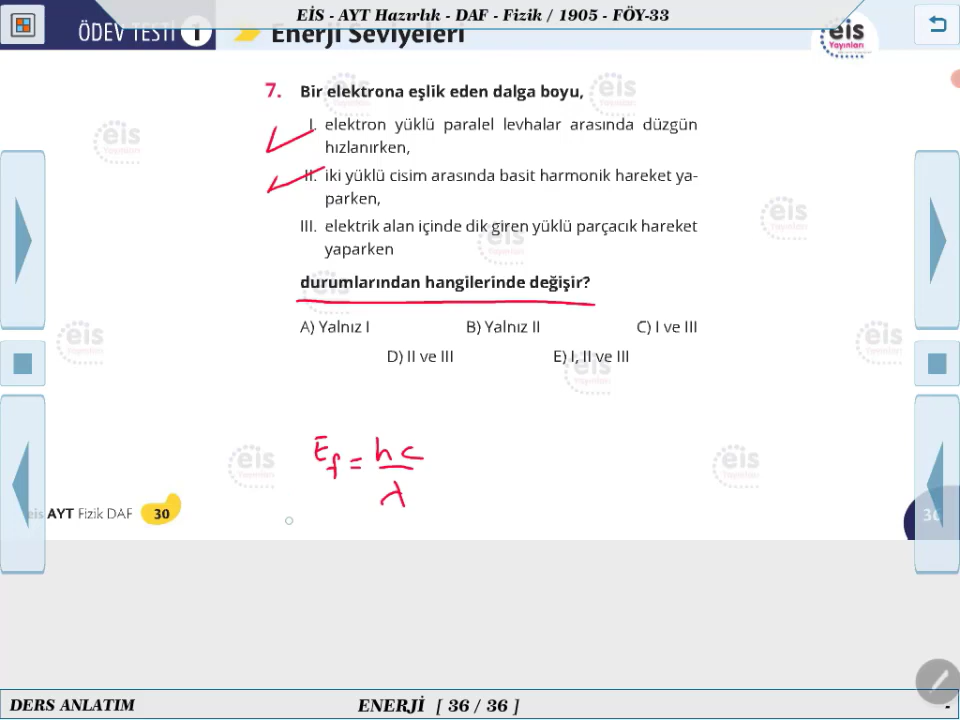 EİS - AYT Hazırlık - DAF - Fizik / 1905 - FÖY-33
ÖDEV TESTİ 1
Enerji Seviyeleri
eis
Yayınları
7. Bir elektrona eşlik eden dalga boyu,
I. elektron yüklü paralel levhalar arasında düzgün
hızlanırken,
II. iki yüklü cisim arasında basit harmonik hareket ya-
parken,
III. elektrik alan içinde dik giren yüklü parçacık hareket
yaparken
durumlarından hangilerinde değişir?
A) Yalnız I B) Yalnız II C) I ve III
D) II ve III E) I, II ve III
E_f = hc/λ
eis AYT Fizik DAF 30
36
DERS ANLATIM ENERJİ [ 36 / 36 ] -